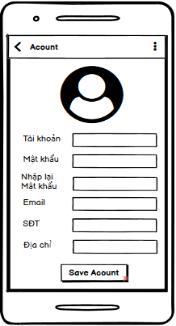 Acount
Tài khoản
Mật khẩu
Nhập lại
Mật khẩu
Email
SĐT
Địa chỉ
Save Acount